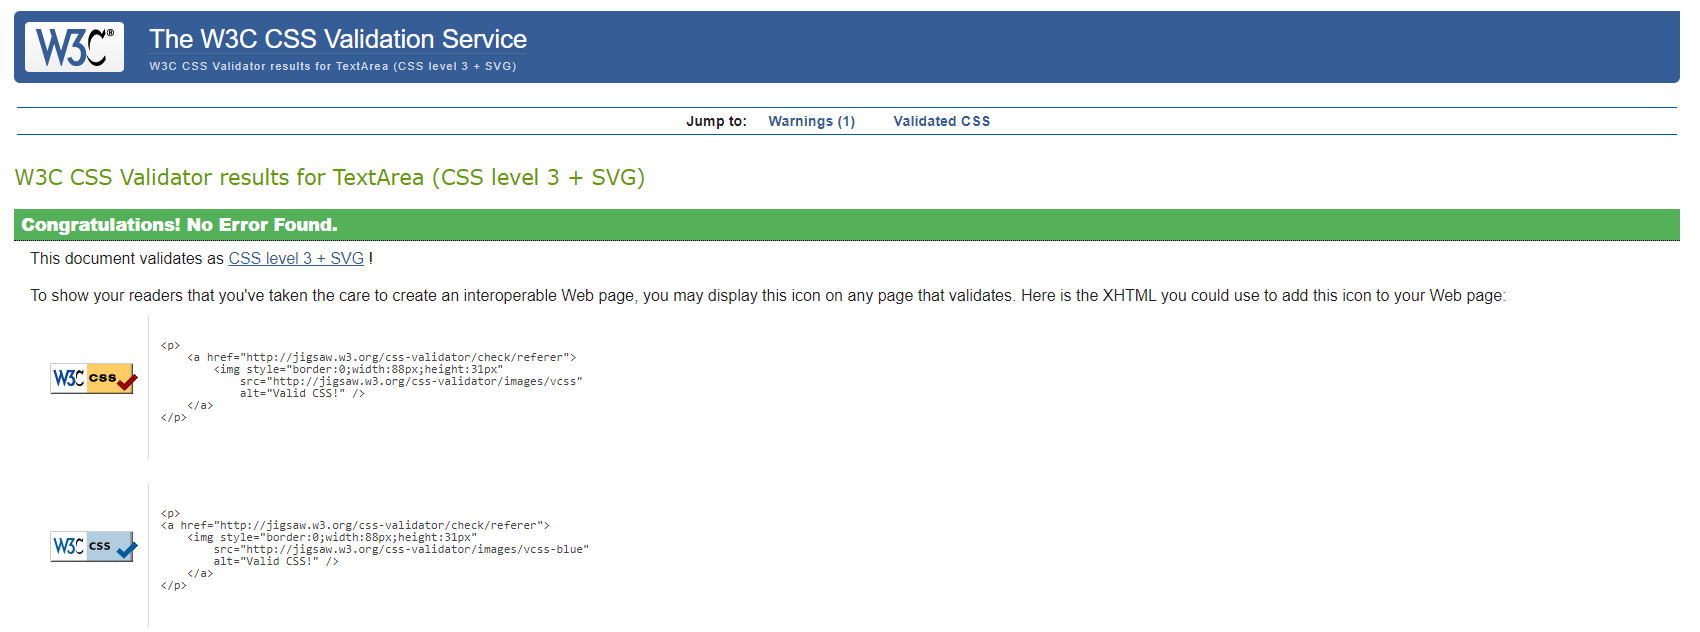 W3C®
The W3C CSS Validation Service
W3C CSS Validator results for TextArea (CSS level 3 + SVG)
Jump to: Warnings (1) Validated CSS
W3C CSS Validator results for TextArea (CSS level 3 + SVG)
Congratulations! No Error Found.
This document validates as CSS level 3 + SVG !
To show your readers that you've taken the care to create an interoperable Web page, you may display this icon on any page that validates. Here is the XHTML you could use to add this icon to your Web page:
W3C css
<p>
    <a href="http://jigsaw.w3.org/css-validator/check/referer">
        <img style="border:0;width:88px;height:31px"
            src="http://jigsaw.w3.org/css-validator/images/vcss"
            alt="Valid CSS!" />
    </a>
</p>
W3C css
<p>
<a href="http://jigsaw.w3.org/css-validator/check/referer">
    <img style="border:0;width:88px;height:31px"
        src="http://jigsaw.w3.org/css-validator/images/vcss-blue"
        alt="Valid CSS!" />
    </a>
</p>